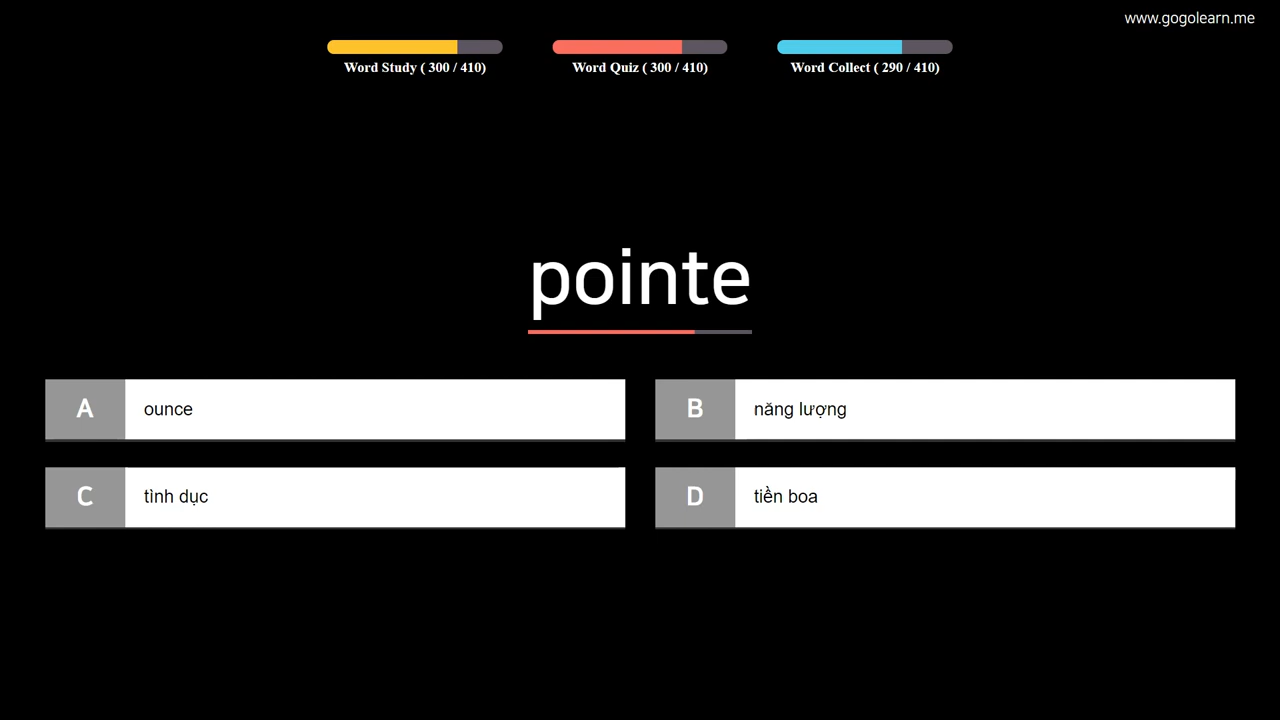 www.gogolearn.me
Word Study ( 300 / 410)
Word Quiz ( 300 / 410)
Word Collect ( 290 / 410)
pointe
A ounce
B năng lượng
C tình dục
D tiền boa